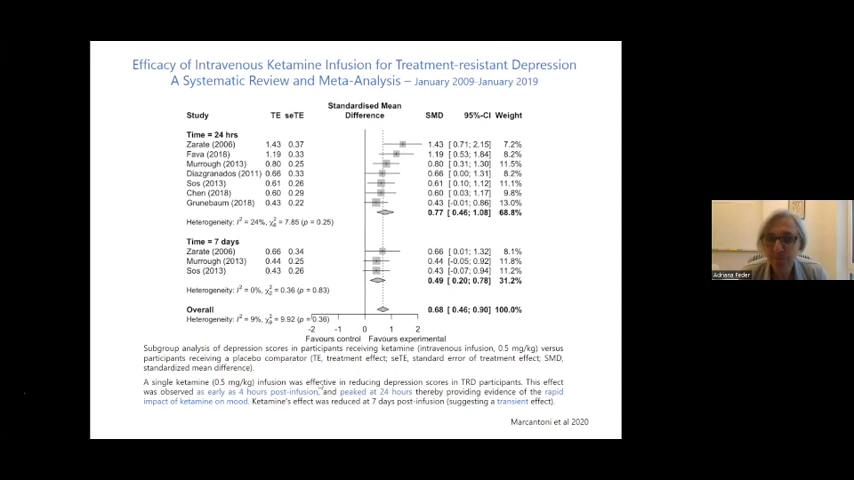 Efficacy of Intravenous Ketamine Infusion for Treatment-resistant Depression
A Systematic Review and Meta-Analysis – January 2009-January 2019
Standardised Mean
Study TE seTE Difference SMD 95%-CI Weight
Time = 24 hrs
Zarate (2006) 1.43 0.37 1.43 [ 0.71; 2.15] 7.2%
Fava (2018) 1.19 0.33 1.19 [ 0.53; 1.84] 8.2%
Murrough (2013) 0.80 0.25 0.80 [ 0.31; 1.30] 11.5%
Diazgranados (2011) 0.66 0.33 0.66 [ 0.00; 1.31] 8.2%
Sos (2013) 0.61 0.26 0.61 [ 0.10; 1.12] 11.1%
Chen (2018) 0.60 0.29 0.60 [ 0.03; 1.17] 9.8%
Grunebaum (2018) 0.43 0.22 0.43 [-0.01; 0.86] 13.0%
0.77 [ 0.46; 1.08] 68.8%
Heterogeneity: I² = 24%, χ²₆ = 7.85 (p = 0.25)
Time = 7 days
Zarate (2006) 0.66 0.34 0.66 [ 0.01; 1.32] 8.1%
Murrough (2013) 0.44 0.25 0.44 [-0.05; 0.92] 11.8%
Sos (2013) 0.43 0.26 0.43 [-0.07; 0.94] 11.2%
0.49 [ 0.20; 0.78] 31.2%
Heterogeneity: I² = 0%, χ²₂ = 0.36 (p = 0.83)
Overall 0.68 [ 0.46; 0.90] 100.0%
Heterogeneity: I² = 9%, χ²₉ = 9.92 (p = 0.36)
-2 -1 0 1 2
Favours control Favours experimental
Subgroup analysis of depression scores in participants receiving ketamine (intravenous infusion, 0.5 mg/kg) versus
participants receiving a placebo comparator (TE, treatment effect; seTE, standard error of treatment effect; SMD,
standardized mean difference).
A single ketamine (0.5 mg/kg) infusion was effective in reducing depression scores in TRD participants. This effect
was observed as early as 4 hours post-infusion, and peaked at 24 hours thereby providing evidence of the rapid
impact of ketamine on mood. Ketamine's effect was reduced at 7 days post-infusion (suggesting a transient effect).
Marcantoni et al 2020
Adriana Feder